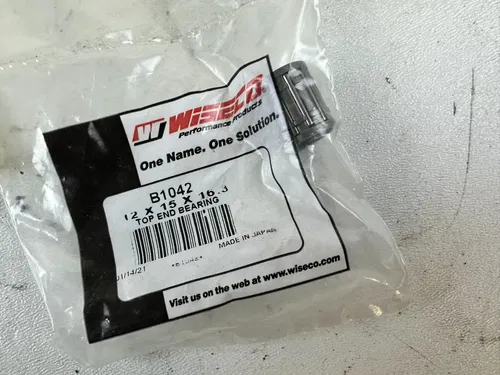 W WISECO
Performance Products
One Name. One Solution.
B1042
12 X 15 X 16.3
TOP END BEARING
01/14/21
*B1042*
MADE IN JAPAN
Visit us on the web at www.wiseco.com